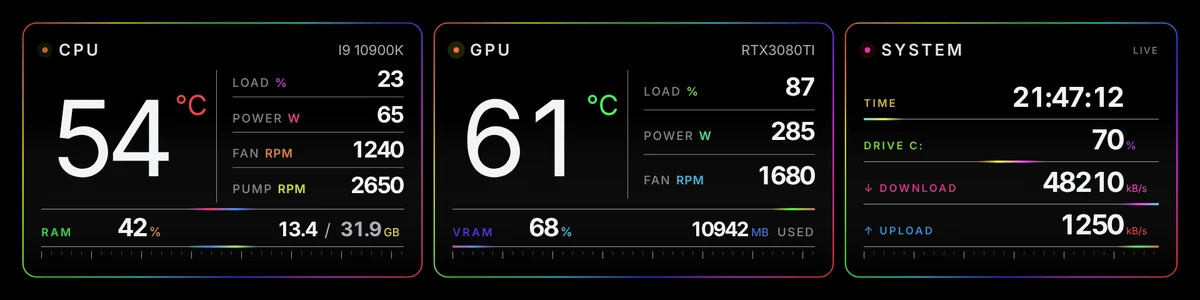 CPU I9 10900K
54 °C
LOAD % 23
POWER W 65
FAN RPM 1240
PUMP RPM 2650
RAM 42% 13.4 / 31.9 GB
GPU RTX3080TI
61 °C
LOAD % 87
POWER W 285
FAN RPM 1680
VRAM 68% 10942 MB USED
SYSTEM LIVE
TIME 21:47:12
DRIVE C: 70%
↓ DOWNLOAD 48210 kB/s
↑ UPLOAD 1250 kB/s